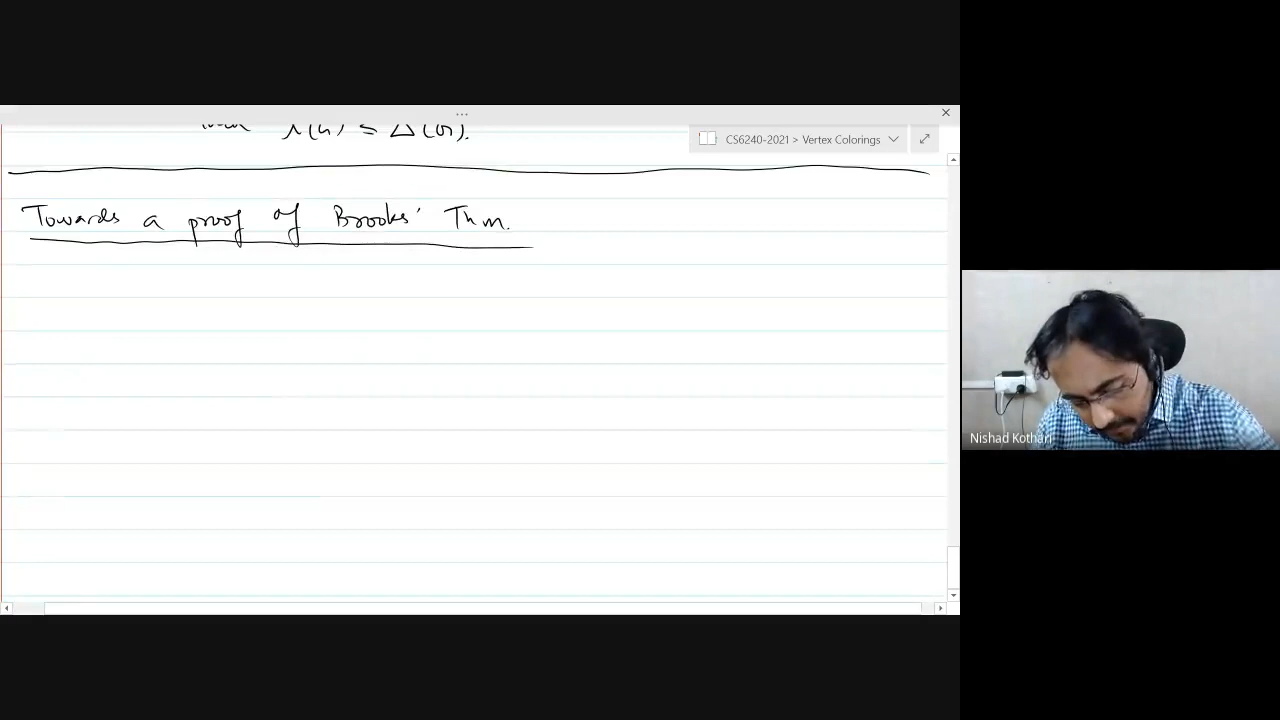 χ(G) ≤ Δ(G).
CS6240-2021 > Vertex Colorings
Towards a proof of Brooks' Thm.
Nishad Kothari